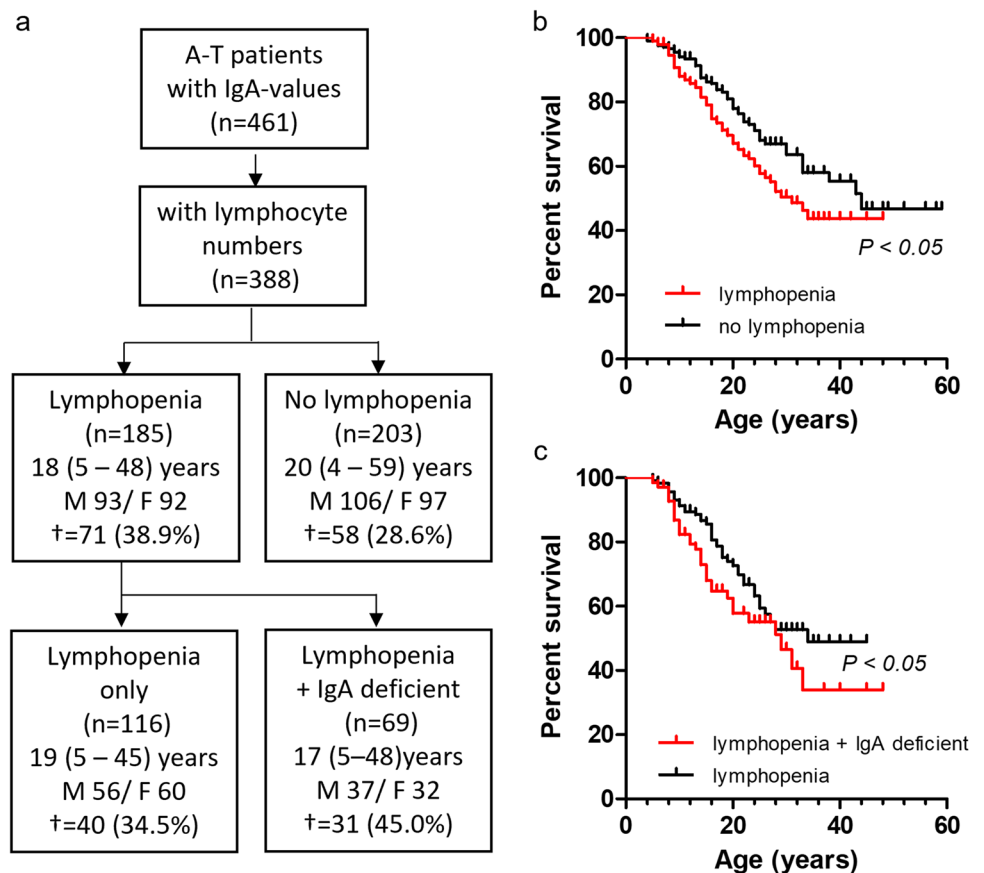 a
A-T patients
with IgA-values
(n=461)
with lymphocyte
numbers
(n=388)
Lymphopenia
(n=185)
18 (5 – 48) years
M 93/ F 92
†=71 (38.9%)
No lymphopenia
(n=203)
20 (4 – 59) years
M 106/ F 97
†=58 (28.6%)
Lymphopenia
only
(n=116)
19 (5 – 45) years
M 56/ F 60
†=40 (34.5%)
Lymphopenia
+ IgA deficient
(n=69)
17 (5–48)years
M 37/ F 32
†=31 (45.0%)
b
Percent survival
100
80
60
40
20
0
P < 0.05
lymphopenia
no lymphopenia
0 20 40 60
Age (years)
c
Percent survival
100
80
60
40
20
0
P < 0.05
lymphopenia + IgA deficient
lymphopenia
0 20 40 60
Age (years)